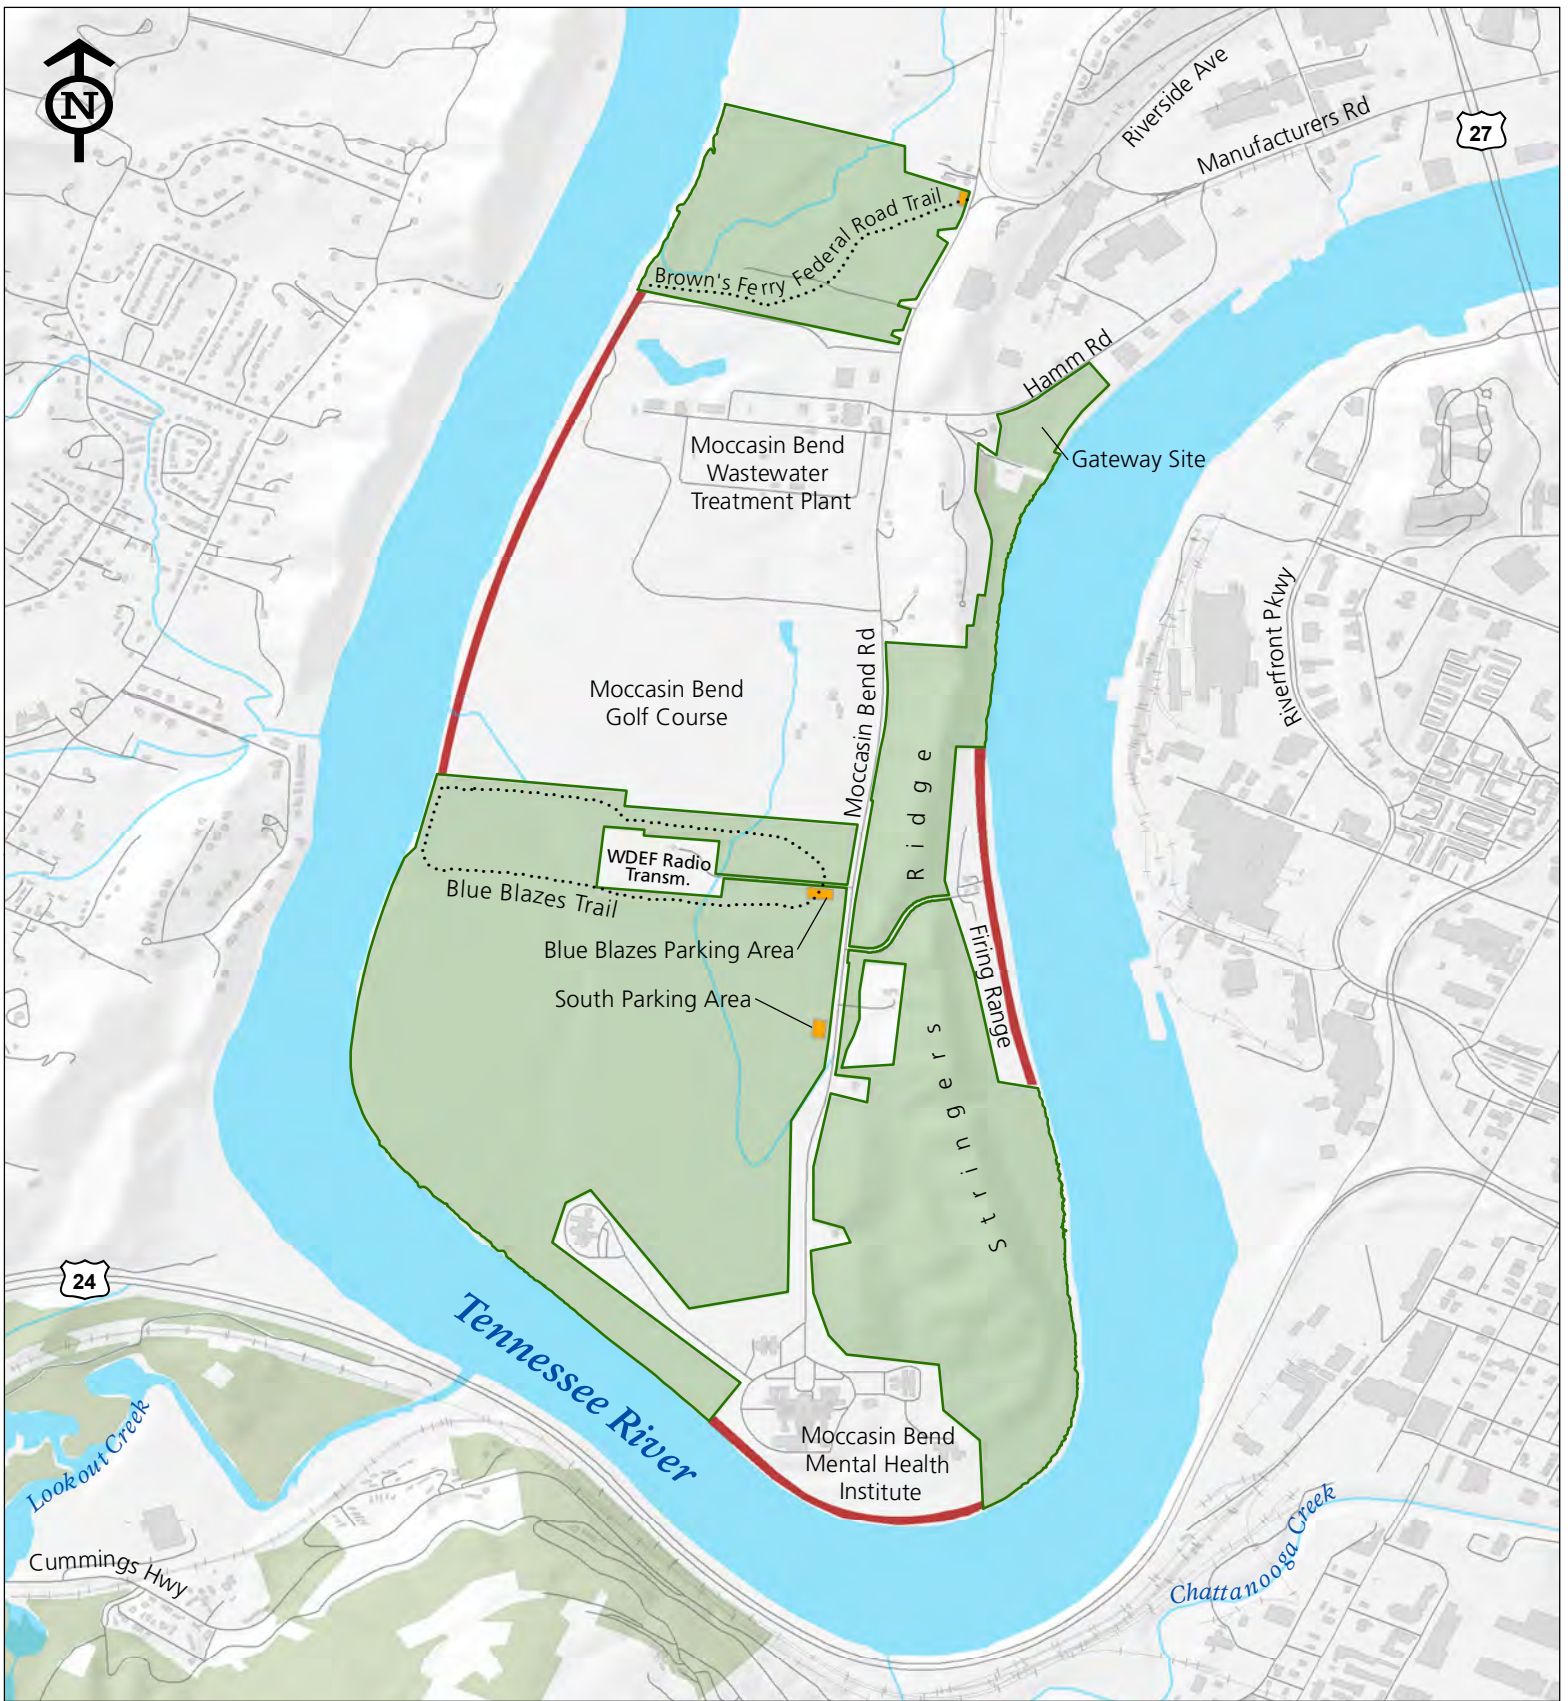 N
Riverside Ave
Manufacturers Rd
27
Brown's Ferry Federal Road Trail
Hamm Rd
Gateway Site
Moccasin Bend
Wastewater
Treatment Plant
Riverfront Pkwy
Moccasin Bend Rd
Moccasin Bend
Golf Course
Stringers Ridge
WDEF Radio
Transm.
Blue Blazes Trail
Blue Blazes Parking Area
Firing Range
South Parking Area
24
Tennessee River
Lookout Creek
Moccasin Bend
Mental Health
Institute
Cummings Hwy
Chattanooga Creek